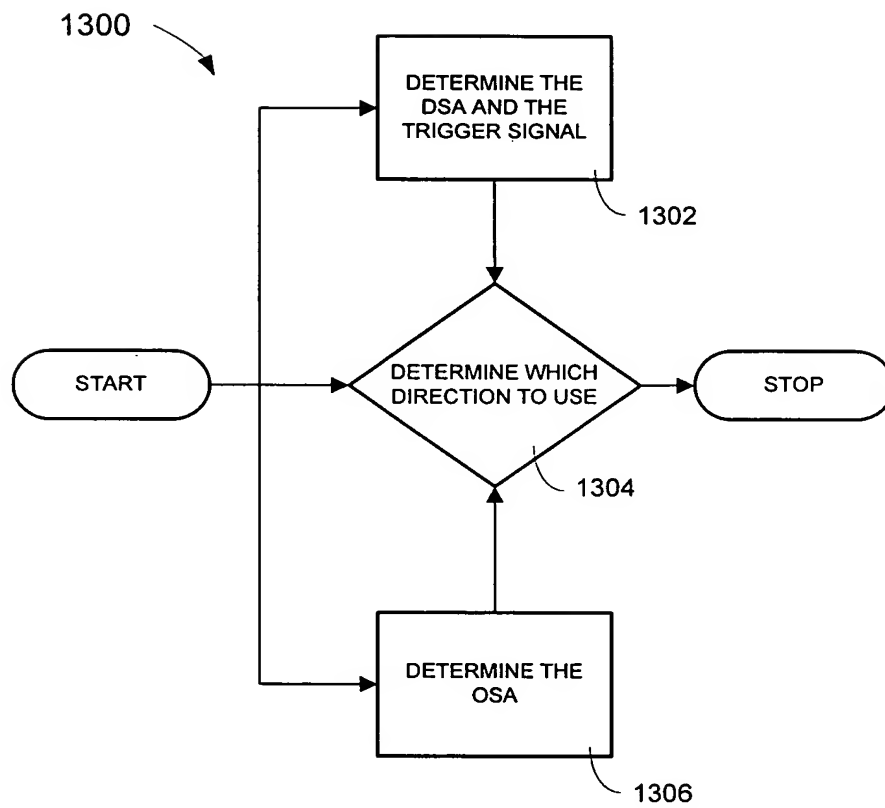 1300
DETERMINE THE
DSA AND THE
TRIGGER SIGNAL
1302
START
DETERMINE WHICH
DIRECTION TO USE
STOP
1304
DETERMINE THE
OSA
1306